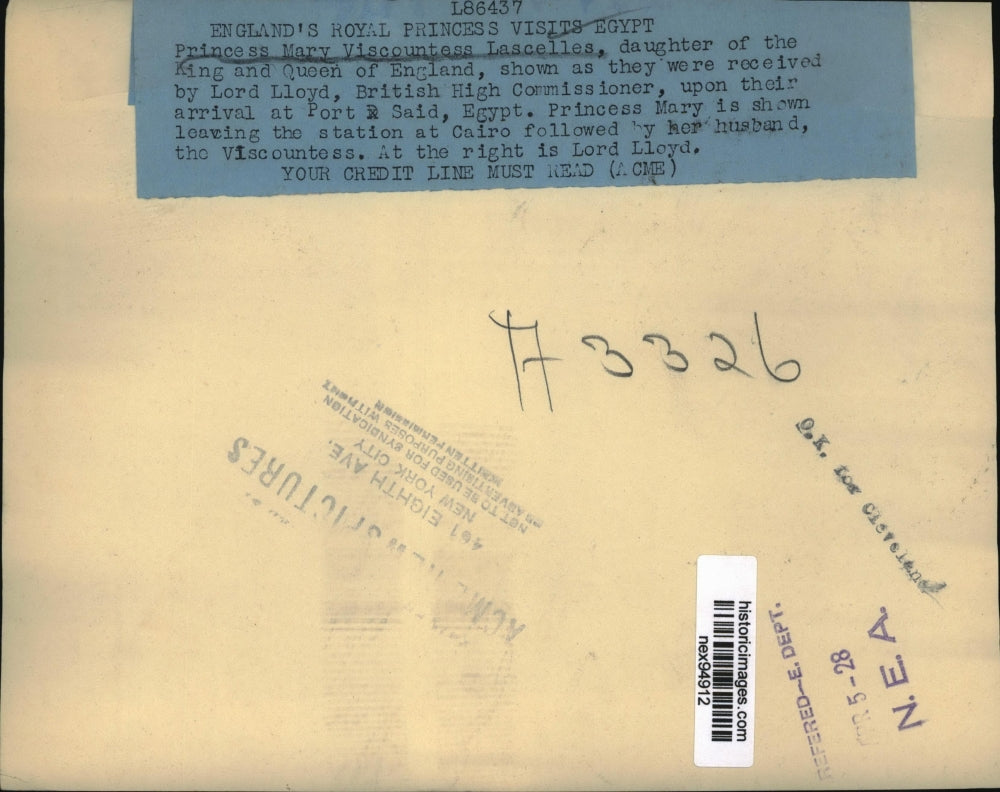 L86437
ENGLAND'S ROYAL PRINCESS VISITS EGYPT
Princess Mary Viscountess Lascelles, daughter of the
King and Queen of England, shown as they were received
by Lord Lloyd, British High Commissioner, upon their
arrival at Port R Said, Egypt. Princess Mary is shown
leaving the station at Cairo followed by her husband,
the Viscountess. At the right is Lord Lloyd.
YOUR CREDIT LINE MUST READ (ACME)
A 3326
O.K. for Cleveland
ACME NEWSPICTURES
461 EIGHTH AVE.
NEW YORK CITY
NOT TO BE USED FOR SYNDICATION
OR ADVERTISING PURPOSES WITHOUT
WRITTEN PERMISSION
historicimages.com
nex94912
REFERED-E. DEPT.
5-28
N. E. A.